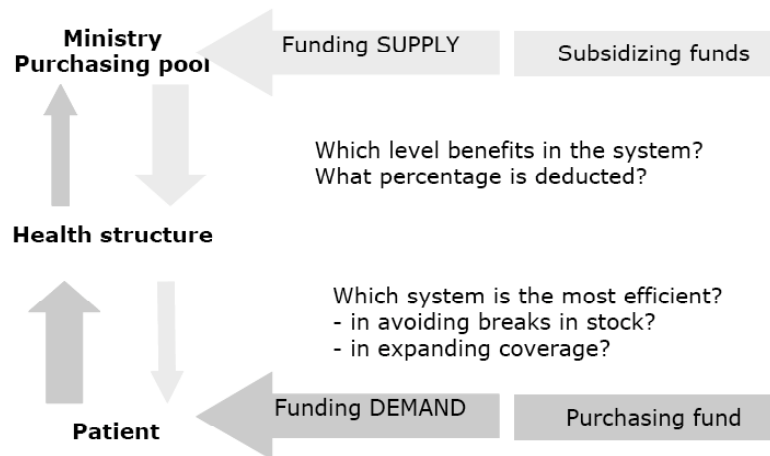 Ministry
Purchasing pool
Funding SUPPLY
Subsidizing funds
Which level benefits in the system?
What percentage is deducted?
Health structure
Which system is the most efficient?
- in avoiding breaks in stock?
- in expanding coverage?
Funding DEMAND
Purchasing fund
Patient